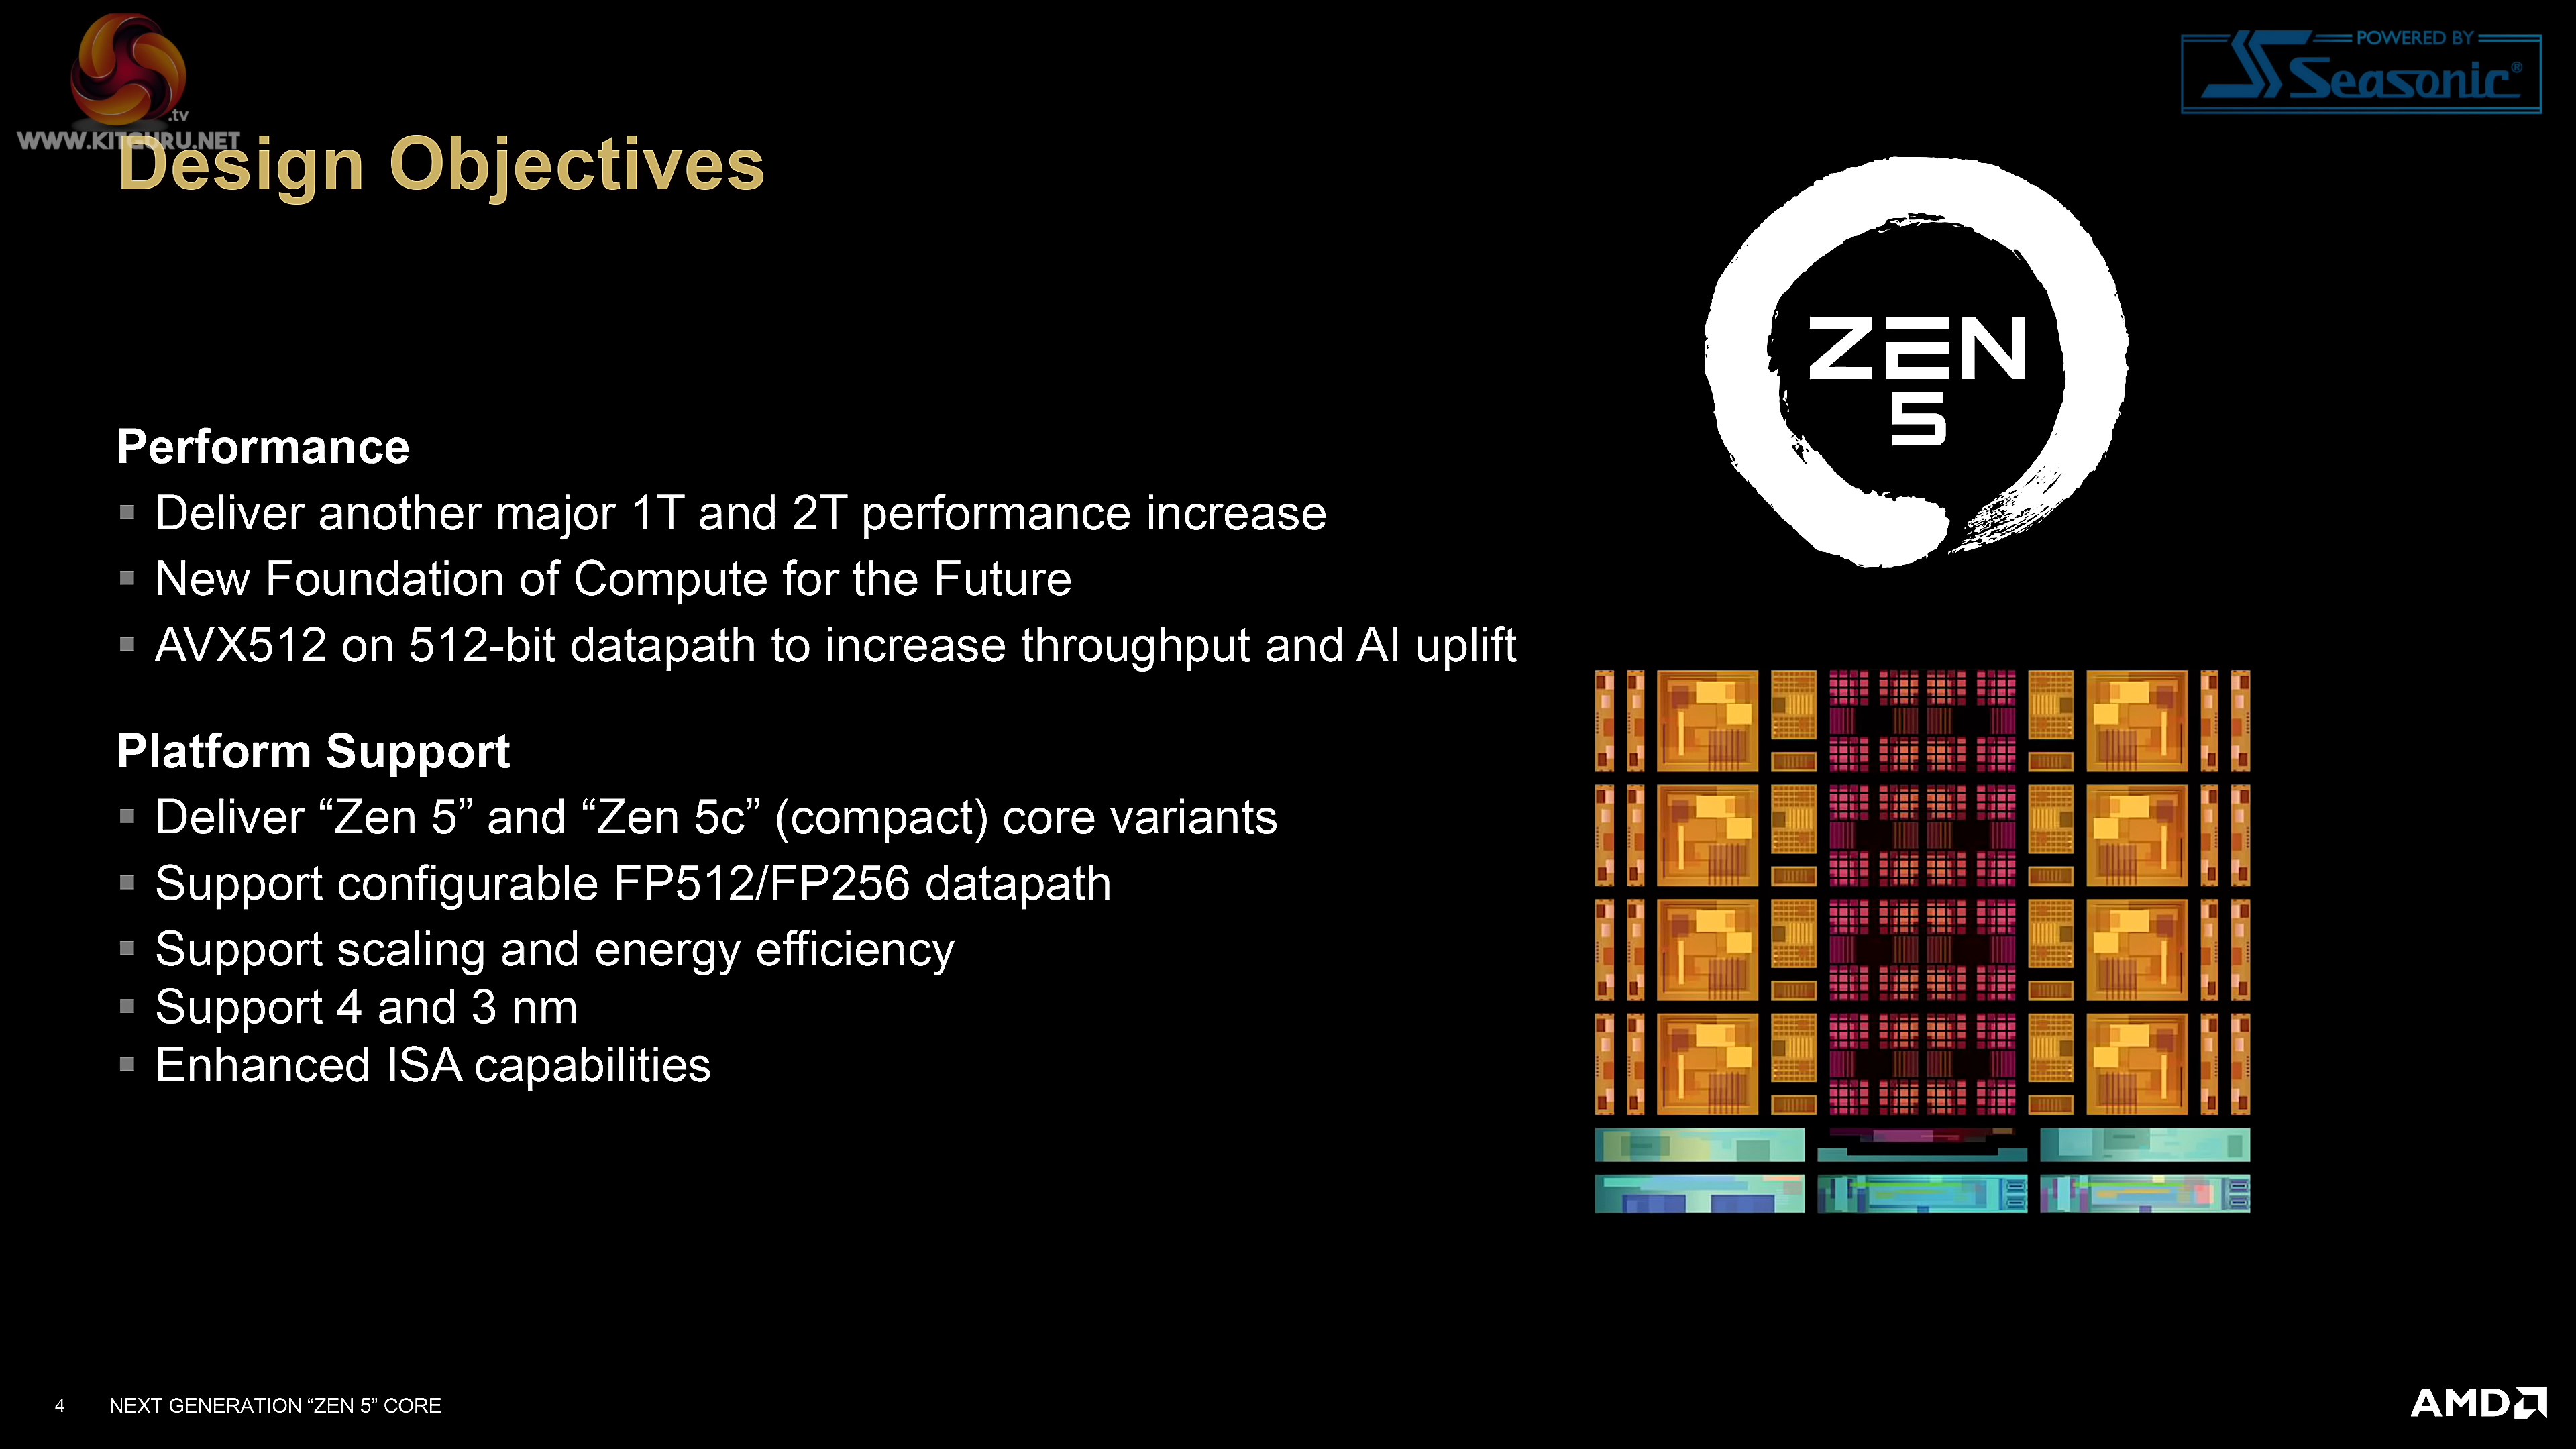 .tv
WWW.KITGURU.NET
POWERED BY
Seasonic®
Design Objectives
ZEN
5
Performance
▪ Deliver another major 1T and 2T performance increase
▪ New Foundation of Compute for the Future
▪ AVX512 on 512-bit datapath to increase throughput and AI uplift
Platform Support
▪ Deliver “Zen 5” and “Zen 5c” (compact) core variants
▪ Support configurable FP512/FP256 datapath
▪ Support scaling and energy efficiency
▪ Support 4 and 3 nm
▪ Enhanced ISA capabilities
4 NEXT GENERATION “ZEN 5” CORE
AMD